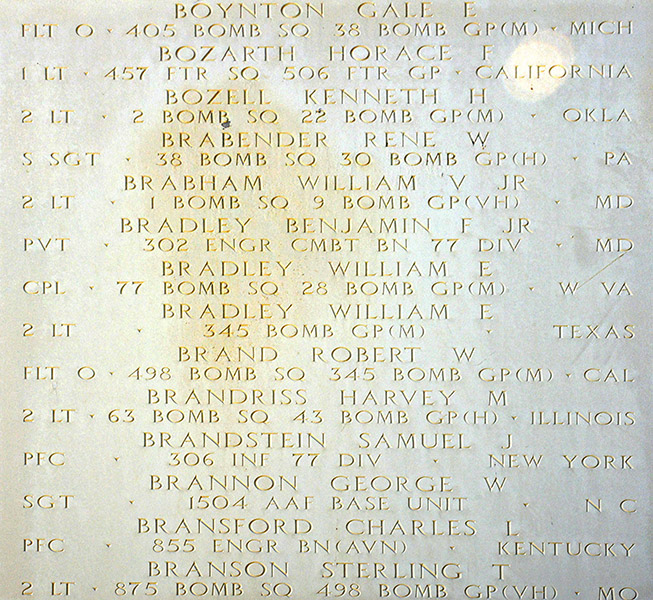 BOYNTON GALE E
FLT O · 405 BOMB SQ 38 BOMB GP(M) · MICH
BOZARTH HORACE F
1 LT · 457 FTR SQ 506 FTR GP · CALIFORNIA
BOZELL KENNETH H
2 LT · 2 BOMB SQ 22 BOMB GP(M) · OKLA
BRABENDER RENE W
S SGT · 38 BOMB SQ 30 BOMB GP(H) · PA
BRABHAM WILLIAM V JR
2 LT · 1 BOMB SQ 9 BOMB GP(VH) · MD
BRADLEY BENJAMIN F JR
PVT · 302 ENGR CMBT BN 77 DIV · MD
BRADLEY WILLIAM E
CPL · 77 BOMB SQ 28 BOMB GP(M) · W VA
BRADLEY WILLIAM E
2 LT · 345 BOMB GP(M) · TEXAS
BRAND ROBERT W
FLT O · 498 BOMB SQ 345 BOMB GP(M) · CAL
BRANDRISS HARVEY M
2 LT · 63 BOMB SQ 43 BOMB GP(H) · ILLINOIS
BRANDSTEIN SAMUEL J
PFC · 306 INF 77 DIV · NEW YORK
BRANNON GEORGE W
SGT · 1504 AAF BASE UNIT · N C
BRANSFORD CHARLES L
PFC · 855 ENGR BN(AVN) · KENTUCKY
BRANSON STERLING T
2 LT · 875 BOMB SQ 498 BOMB GP(VH) · MO